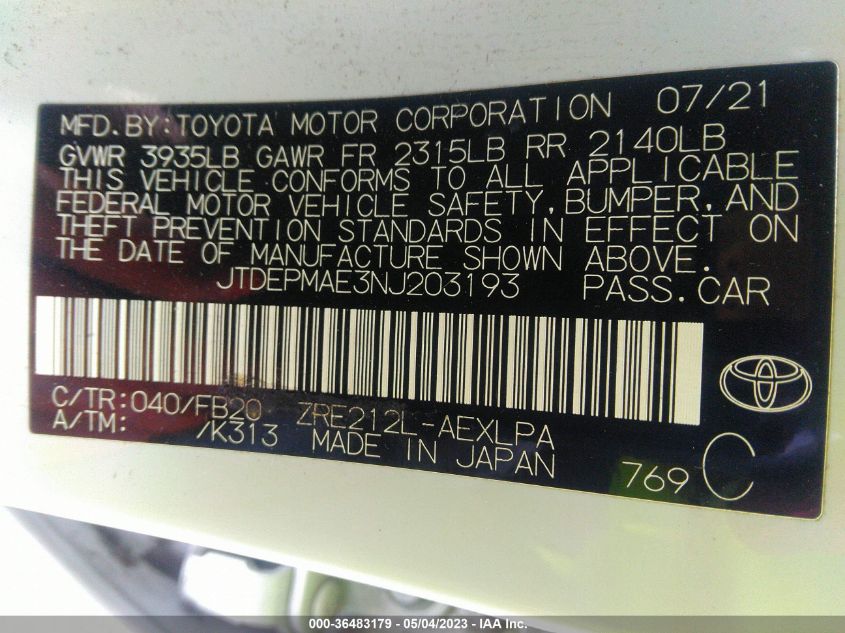 MFD.BY:TOYOTA MOTOR CORPORATION 07/21
GVWR 3935LB GAWR FR 2315LB RR 2140LB
THIS VEHICLE CONFORMS TO ALL APPLICABLE
FEDERAL MOTOR VEHICLE SAFETY, BUMPER, AND
THEFT PREVENTION STANDARDS IN EFFECT ON
THE DATE OF MANUFACTURE SHOWN ABOVE.
JTDEPMAE3NJ203193 PASS.CAR
C/TR:040/FB20 ZRE212L-AEXLPA
A/TM: /K313 MADE IN JAPAN
769 C
000-36483179 - 05/04/2023 - IAA Inc.